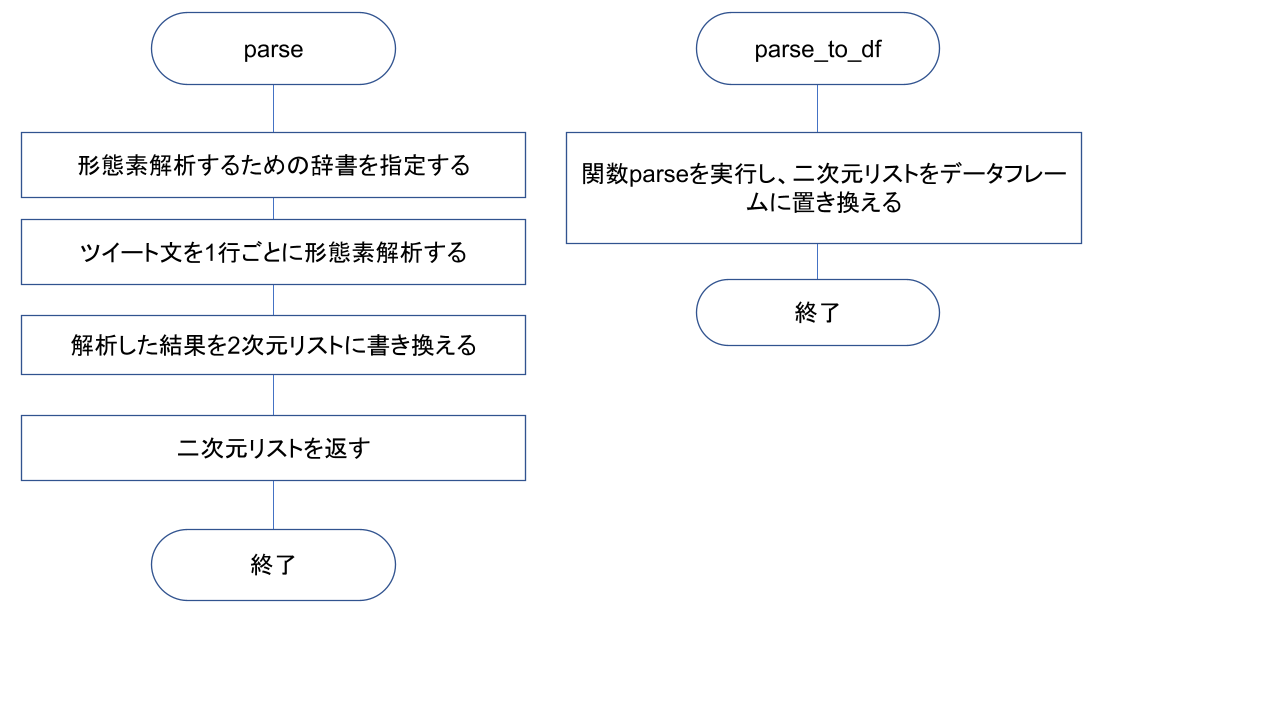 parse
形態素解析するための辞書を指定する
ツイート文を1行ごとに形態素解析する
解析した結果を2次元リストに書き換える
二次元リストを返す
終了
parse_to_df
関数parseを実行し、二次元リストをデータフレー
ムに置き換える
終了